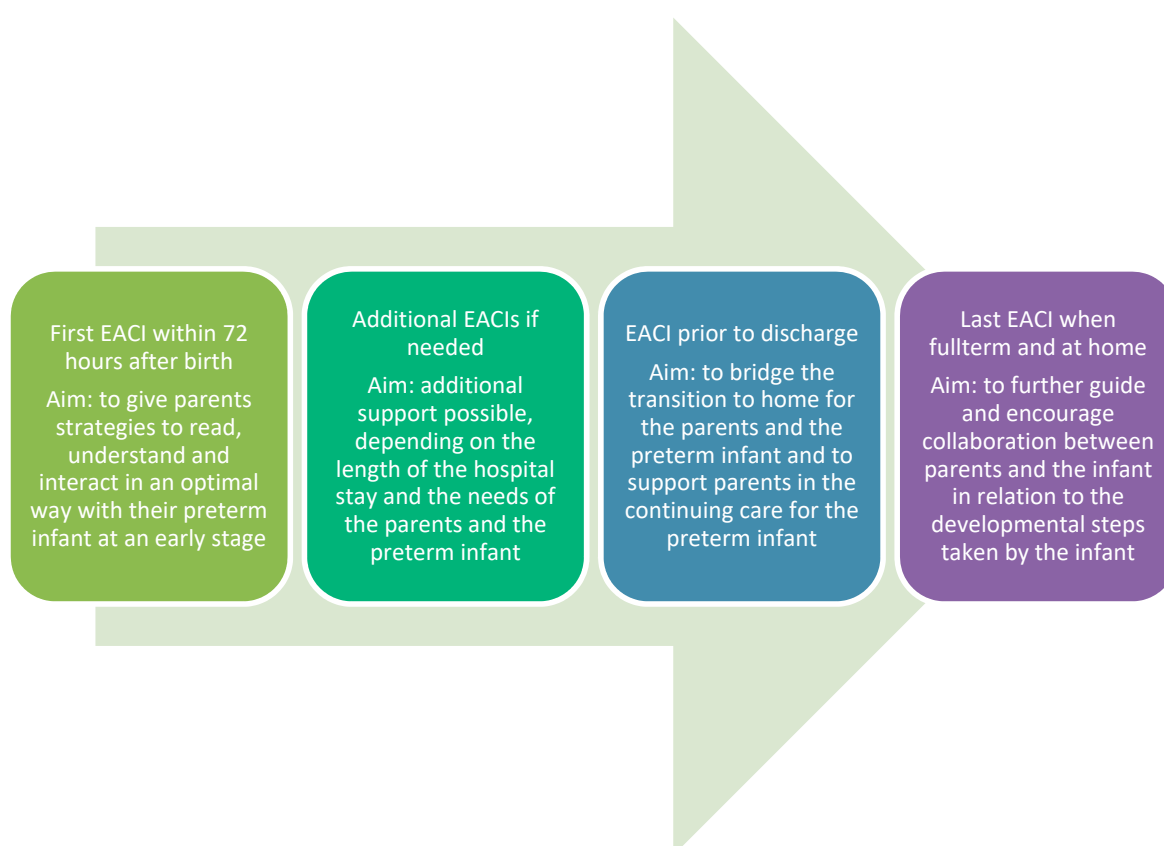 First EACI within 72
hours after birth
Aim: to give parents
strategies to read,
understand and
interact in an optimal
way with their preterm
infant at an early stage
Additional EACIs if
needed
Aim: additional
support possible,
depending on the
length of the hospital
stay and the needs of
the parents and the
preterm infant
EACI prior to discharge
Aim: to bridge the
transition to home for
the parents and the
preterm infant and to
support parents in the
continuing care for the
preterm infant
Last EACI when
fullterm and at home
Aim: to further guide
and encourage
collaboration between
parents and the infant
in relation to the
developmental steps
taken by the infant